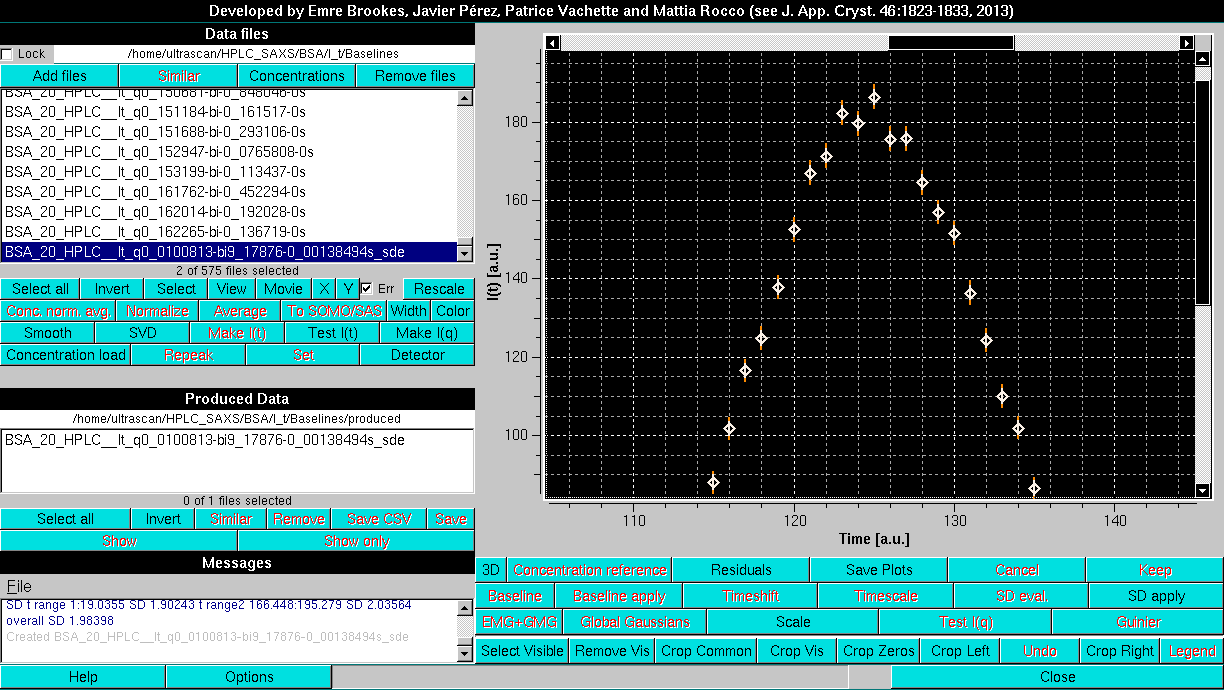 Developed by Emre Brookes, Javier Pérez, Patrice Vachette and Mattia Rocco (see J. App. Cryst. 46:1823-1833, 2013)
Data files
Lock /home/ultrascan/HPLC_SAXS/BSA/I_t/Baselines
Add files Similar Concentrations Remove files
BSA_20_HPLC__It_q0_150681-bi-0_848046-0s
BSA_20_HPLC__It_q0_151184-bi-0_161517-0s
BSA_20_HPLC__It_q0_151688-bi-0_293106-0s
BSA_20_HPLC__It_q0_152947-bi-0_0765808-0s
BSA_20_HPLC__It_q0_153199-bi-0_113437-0s
BSA_20_HPLC__It_q0_161762-bi-0_452294-0s
BSA_20_HPLC__It_q0_162014-bi-0_192028-0s
BSA_20_HPLC__It_q0_162265-bi-0_136719-0s
BSA_20_HPLC__It_q0_0100813-bi9_17876-0_00138494s_sde
2 of 575 files selected
Select all Invert Select View Movie X Y Err Rescale
Conc. norm. avg. Normalize Average To SOMO/SAS Width Color
Smooth SVD Make I(t) Test I(t) Make I(q)
Concentration load Repeak Set Detector
Produced Data
/home/ultrascan/HPLC_SAXS/BSA/I_t/Baselines/produced
BSA_20_HPLC__It_q0_0100813-bi9_17876-0_00138494s_sde
0 of 1 files selected
Select all Invert Similar Remove Save CSV Save
Show Show only
Messages
File
SD t range 1:19.0355 SD 1.90243 t range2 166.448:195.279 SD 2.03564
overall SD 1.98398
Created BSA_20_HPLC__It_q0_0100813-bi9_17876-0_00138494s_sde
Help Options
I(t) [a.u.]
180
160
140
120
100
110 120 130 140
Time [a.u.]
3D Concentration reference Residuals Save Plots Cancel Keep
Baseline Baseline apply Timeshift Timescale SD eval. SD apply
EMG+GMG Global Gaussians Scale Test I(q) Guinier
Select Visible Remove Vis Crop Common Crop Vis Crop Zeros Crop Left Undo Crop Right Legend
Close